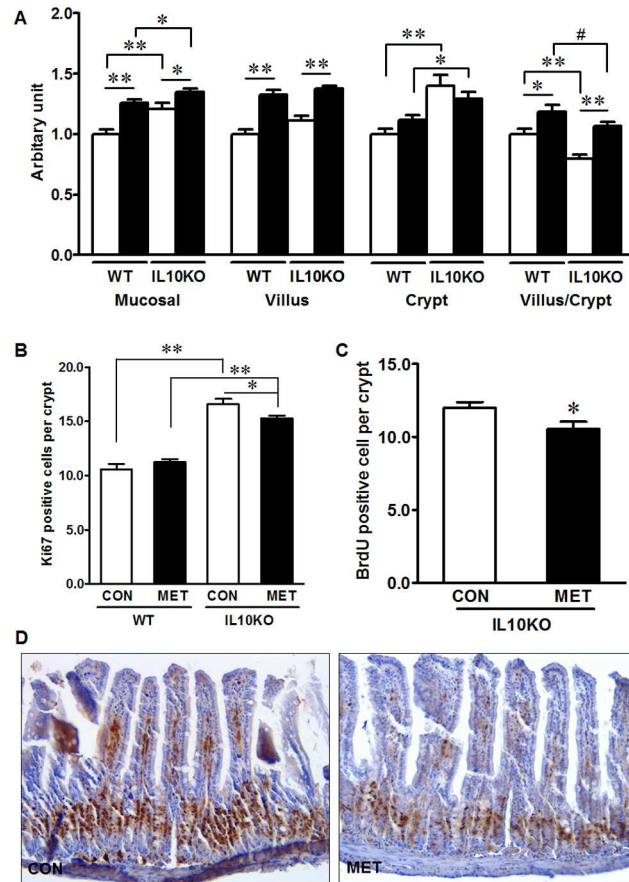 A
Arbitary unit
2.0
1.5
1.0
0.5
0.0
** ** * * ** ** ** * ** * # **
WT IL10KO WT IL10KO WT IL10KO WT IL10KO
Mucosal Villus Crypt Villus/Crypt
B
Ki67 positive cells per crypt
20.0
15.0
10.0
5.0
0.0
**
**
*
CON MET CON MET
WT IL10KO
C
BrdU positive cell per crypt
15.0
10.0
5.0
0.0
*
CON MET
IL10KO
D
CON
MET